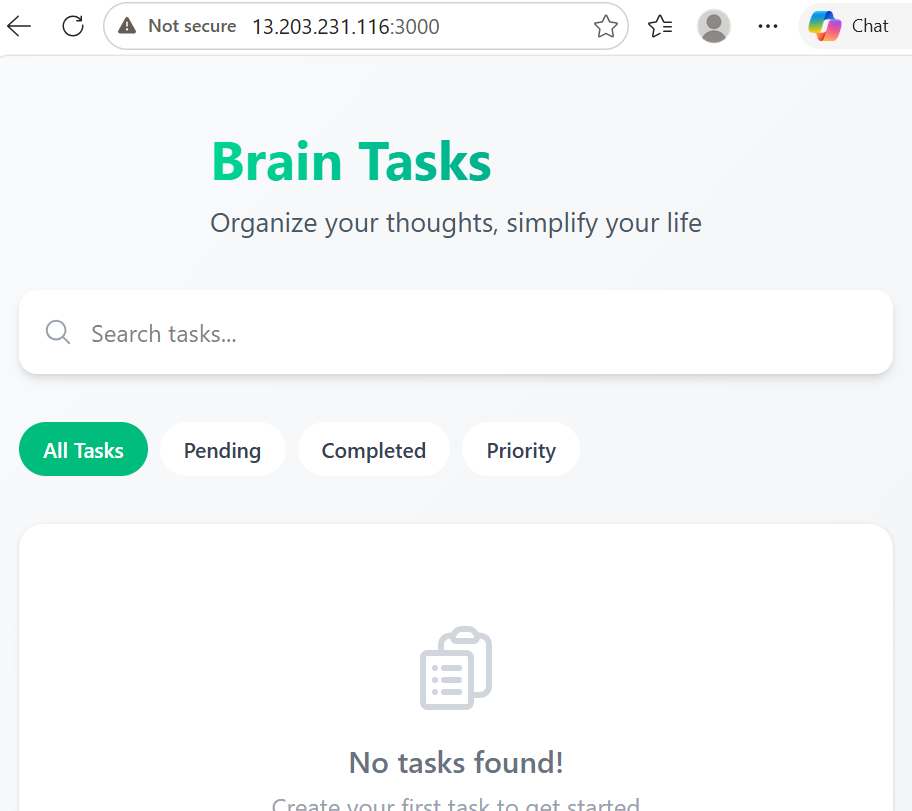 Not secure 13.203.231.116:3000 Chat
Brain Tasks
Organize your thoughts, simplify your life
Search tasks...
All Tasks Pending Completed Priority
No tasks found!
Create your first task to get started